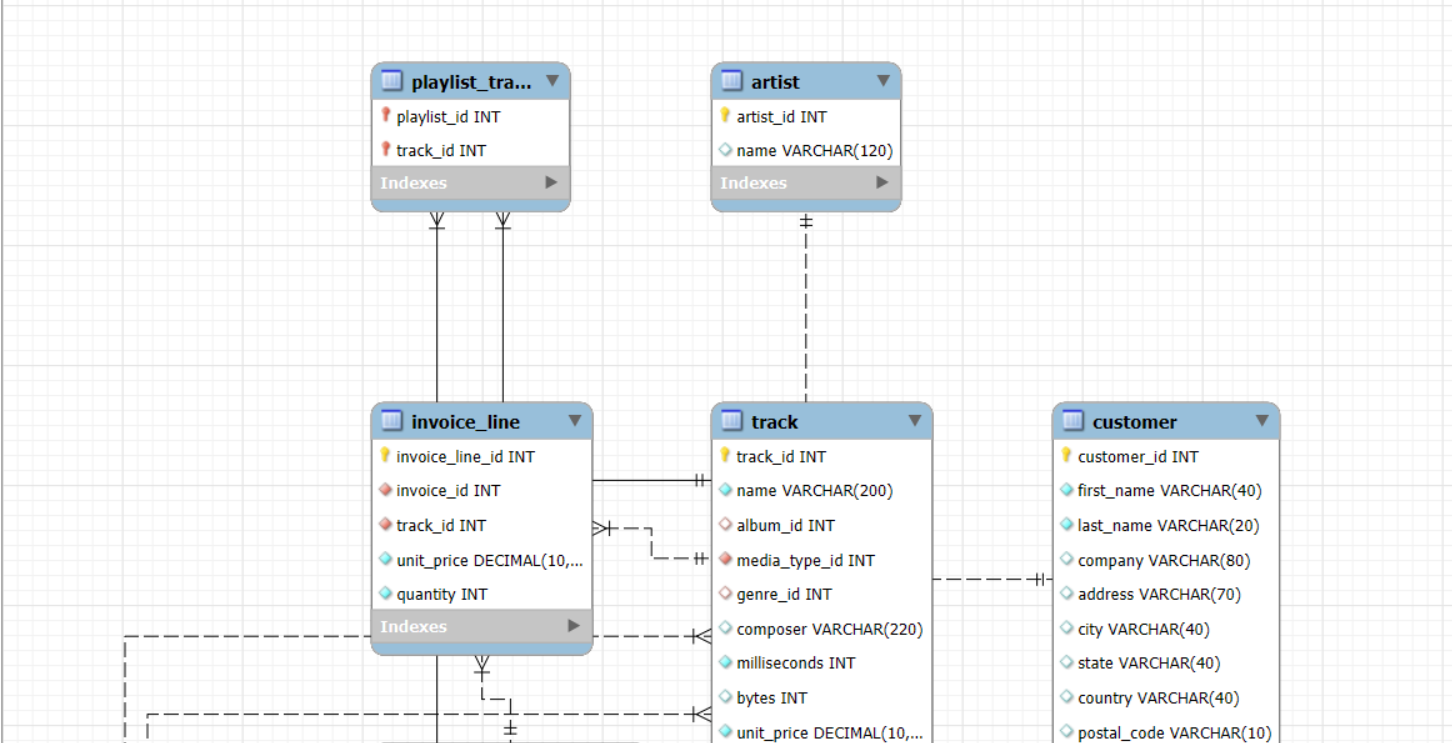 playlist_tra...
playlist_id INT
track_id INT
Indexes
artist
artist_id INT
name VARCHAR(120)
Indexes
invoice_line
invoice_line_id INT
invoice_id INT
track_id INT
unit_price DECIMAL(10,...
quantity INT
Indexes
track
track_id INT
name VARCHAR(200)
album_id INT
media_type_id INT
genre_id INT
composer VARCHAR(220)
milliseconds INT
bytes INT
unit_price DECIMAL(10,...
customer
customer_id INT
first_name VARCHAR(40)
last_name VARCHAR(20)
company VARCHAR(80)
address VARCHAR(70)
city VARCHAR(40)
state VARCHAR(40)
country VARCHAR(40)
postal_code VARCHAR(10)